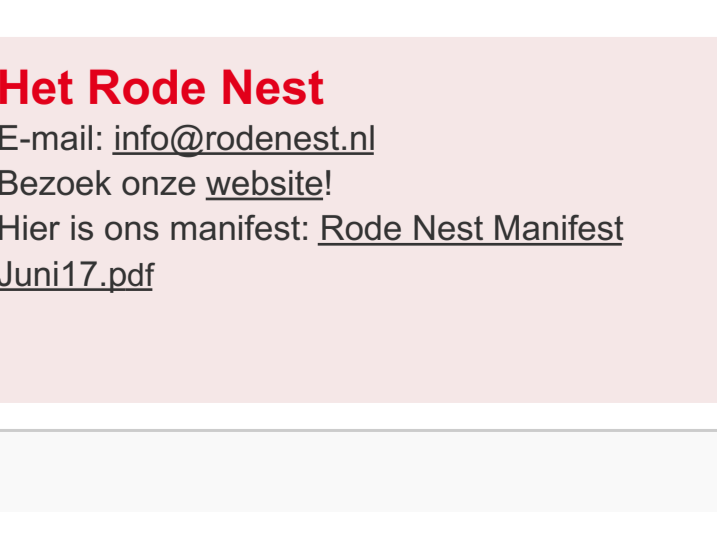 Het Rode Nest
E-mail: info@rodenest.nl
Bezoek onze website!
Hier is ons manifest: Rode Nest Manifest
Juni17.pdf